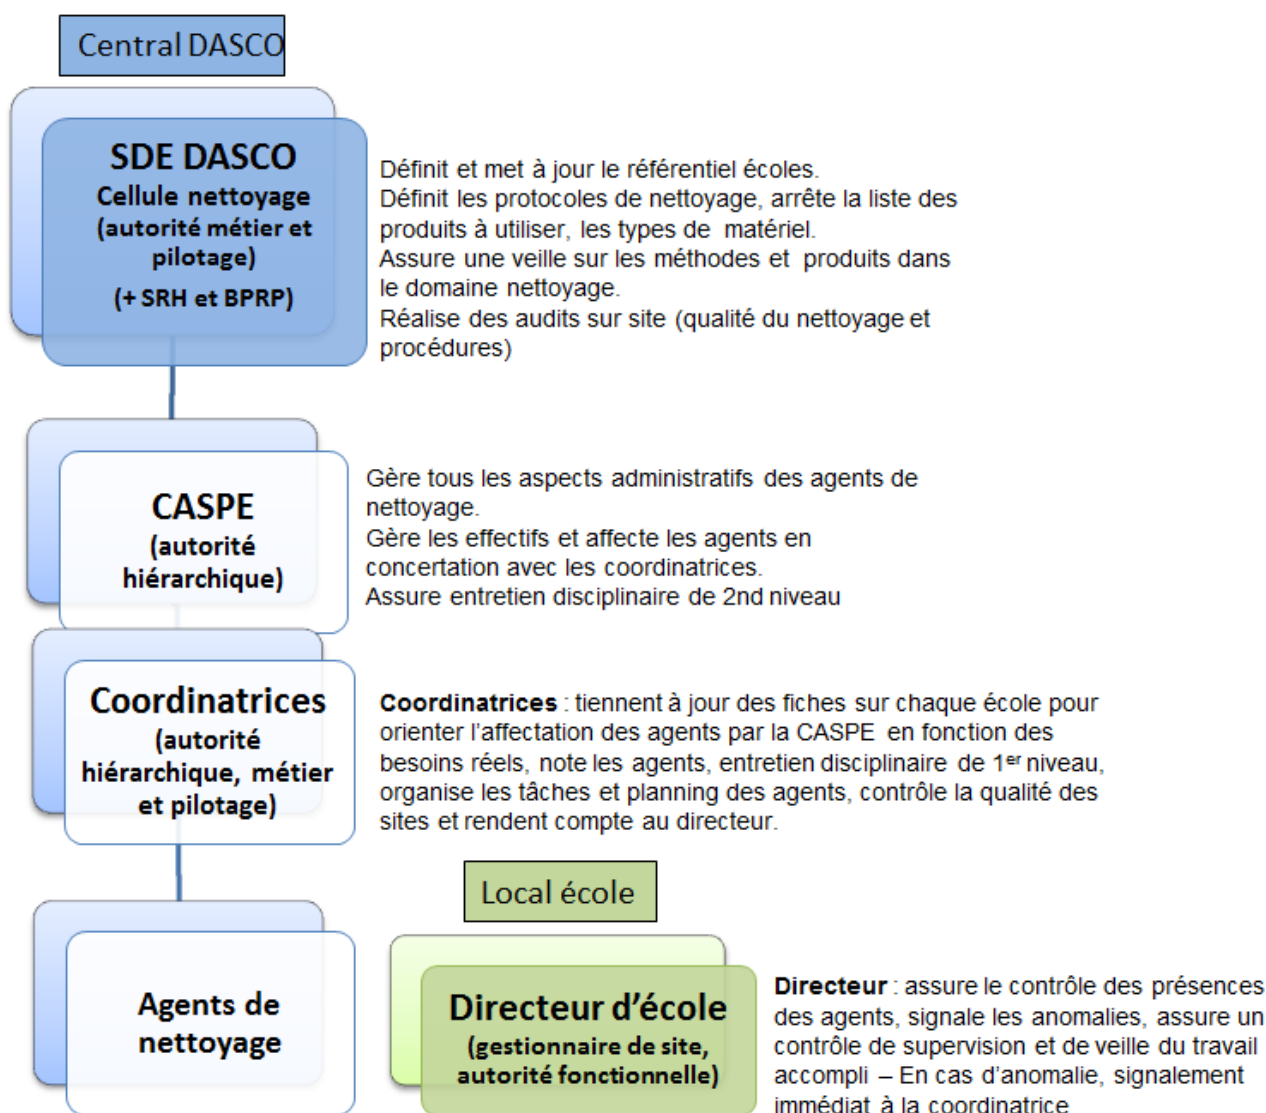 Central DASCO
SDE DASCO
Cellule nettoyage
(autorité métier et
pilotage)
(+ SRH et BPRP)
Définit et met à jour le référentiel écoles.
Définit les protocoles de nettoyage, arrête la liste des
produits à utiliser, les types de matériel.
Assure une veille sur les méthodes et produits dans
le domaine nettoyage.
Réalise des audits sur site (qualité du nettoyage et
procédures)
CASPE
(autorité
hiérarchique)
Gère tous les aspects administratifs des agents de
nettoyage.
Gère les effectifs et affecte les agents en
concertation avec les coordinatrices.
Assure entretien disciplinaire de 2nd niveau
Coordinatrices
(autorité
hiérarchique, métier
et pilotage)
Coordinatrices : tiennent à jour des fiches sur chaque école pour
orienter l’affectation des agents par la CASPE en fonction des
besoins réels, note les agents, entretien disciplinaire de 1er niveau,
organise les tâches et planning des agents, contrôle la qualité des
sites et rendent compte au directeur.
Agents de
nettoyage
Local école
Directeur d’école
(gestionnaire de site,
autorité fonctionnelle)
Directeur : assure le contrôle des présences
des agents, signale les anomalies, assure un
contrôle de supervision et de veille du travail
accompli – En cas d’anomalie, signalement
immédiat à la coordinatrice